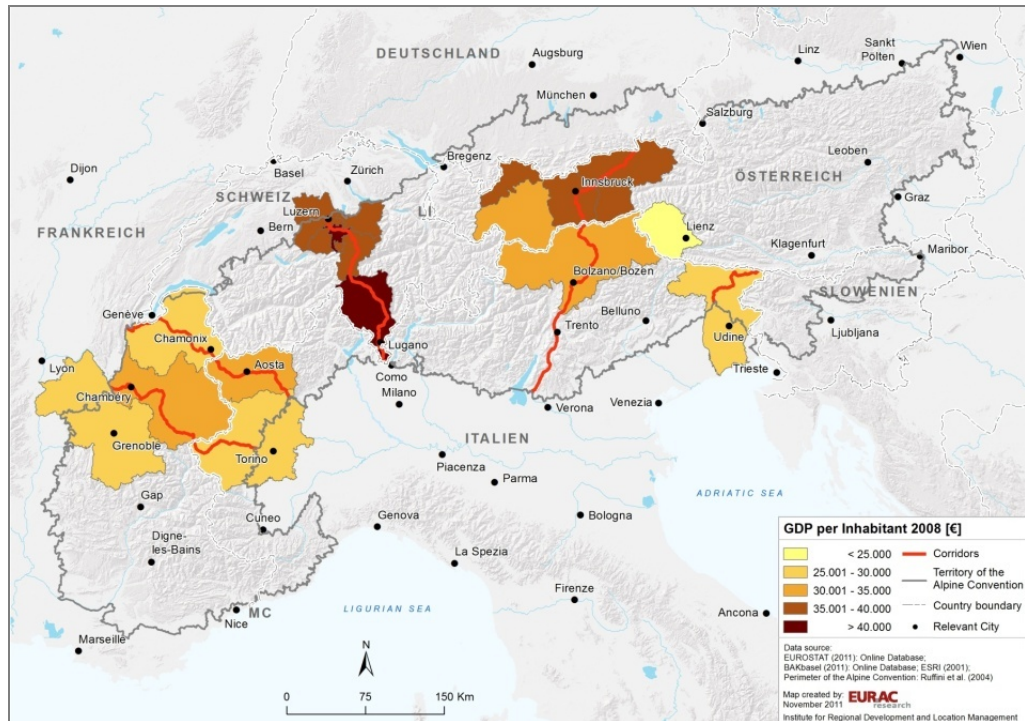 DEUTSCHLAND
Augsburg
Linz
Sankt
Pölten
Wien
München
Salzburg
Dijon
Basel
Zürich
Bregenz
Leoben
SCHWEIZ
Luzern
LI
Innsbruck
ÖSTERREICH
Graz
FRANKREICH
Bern
Lienz
Klagenfurt
Maribor
Bolzano/Bozen
SLOWENIEN
Genève
Chamonix
Lugano
Trento
Belluno
Udine
Ljubljana
Lyon
Aosta
Como
Trieste
Chambery
Milano
Verona
Venezia
Grenoble
Torino
ITALIEN
Piacenza
Parma
ADRIATIC SEA
Gap
Cuneo
Genova
Bologna
Digne-
les-Bains
La Spezia
MC
Nice
LIGURIAN SEA
Firenze
Ancona
Marseille
N
0 75 150 Km
GDP per Inhabitant 2008 [€]
< 25.000
25.001 - 30.000
30.001 - 35.000
35.001 - 40.000
> 40.000
Corridors
Territory of the
Alpine Convention
Country boundary
Relevant City
Data source:
EUROSTAT (2011): Online Database;
BAKbasel (2011): Online Database; ESRI (2001);
Perimeter of the Alpine Convention: Ruffini et al. (2004)
Map created by:
November 2011
EURAC
research
Institute for Regional Development and Location Management